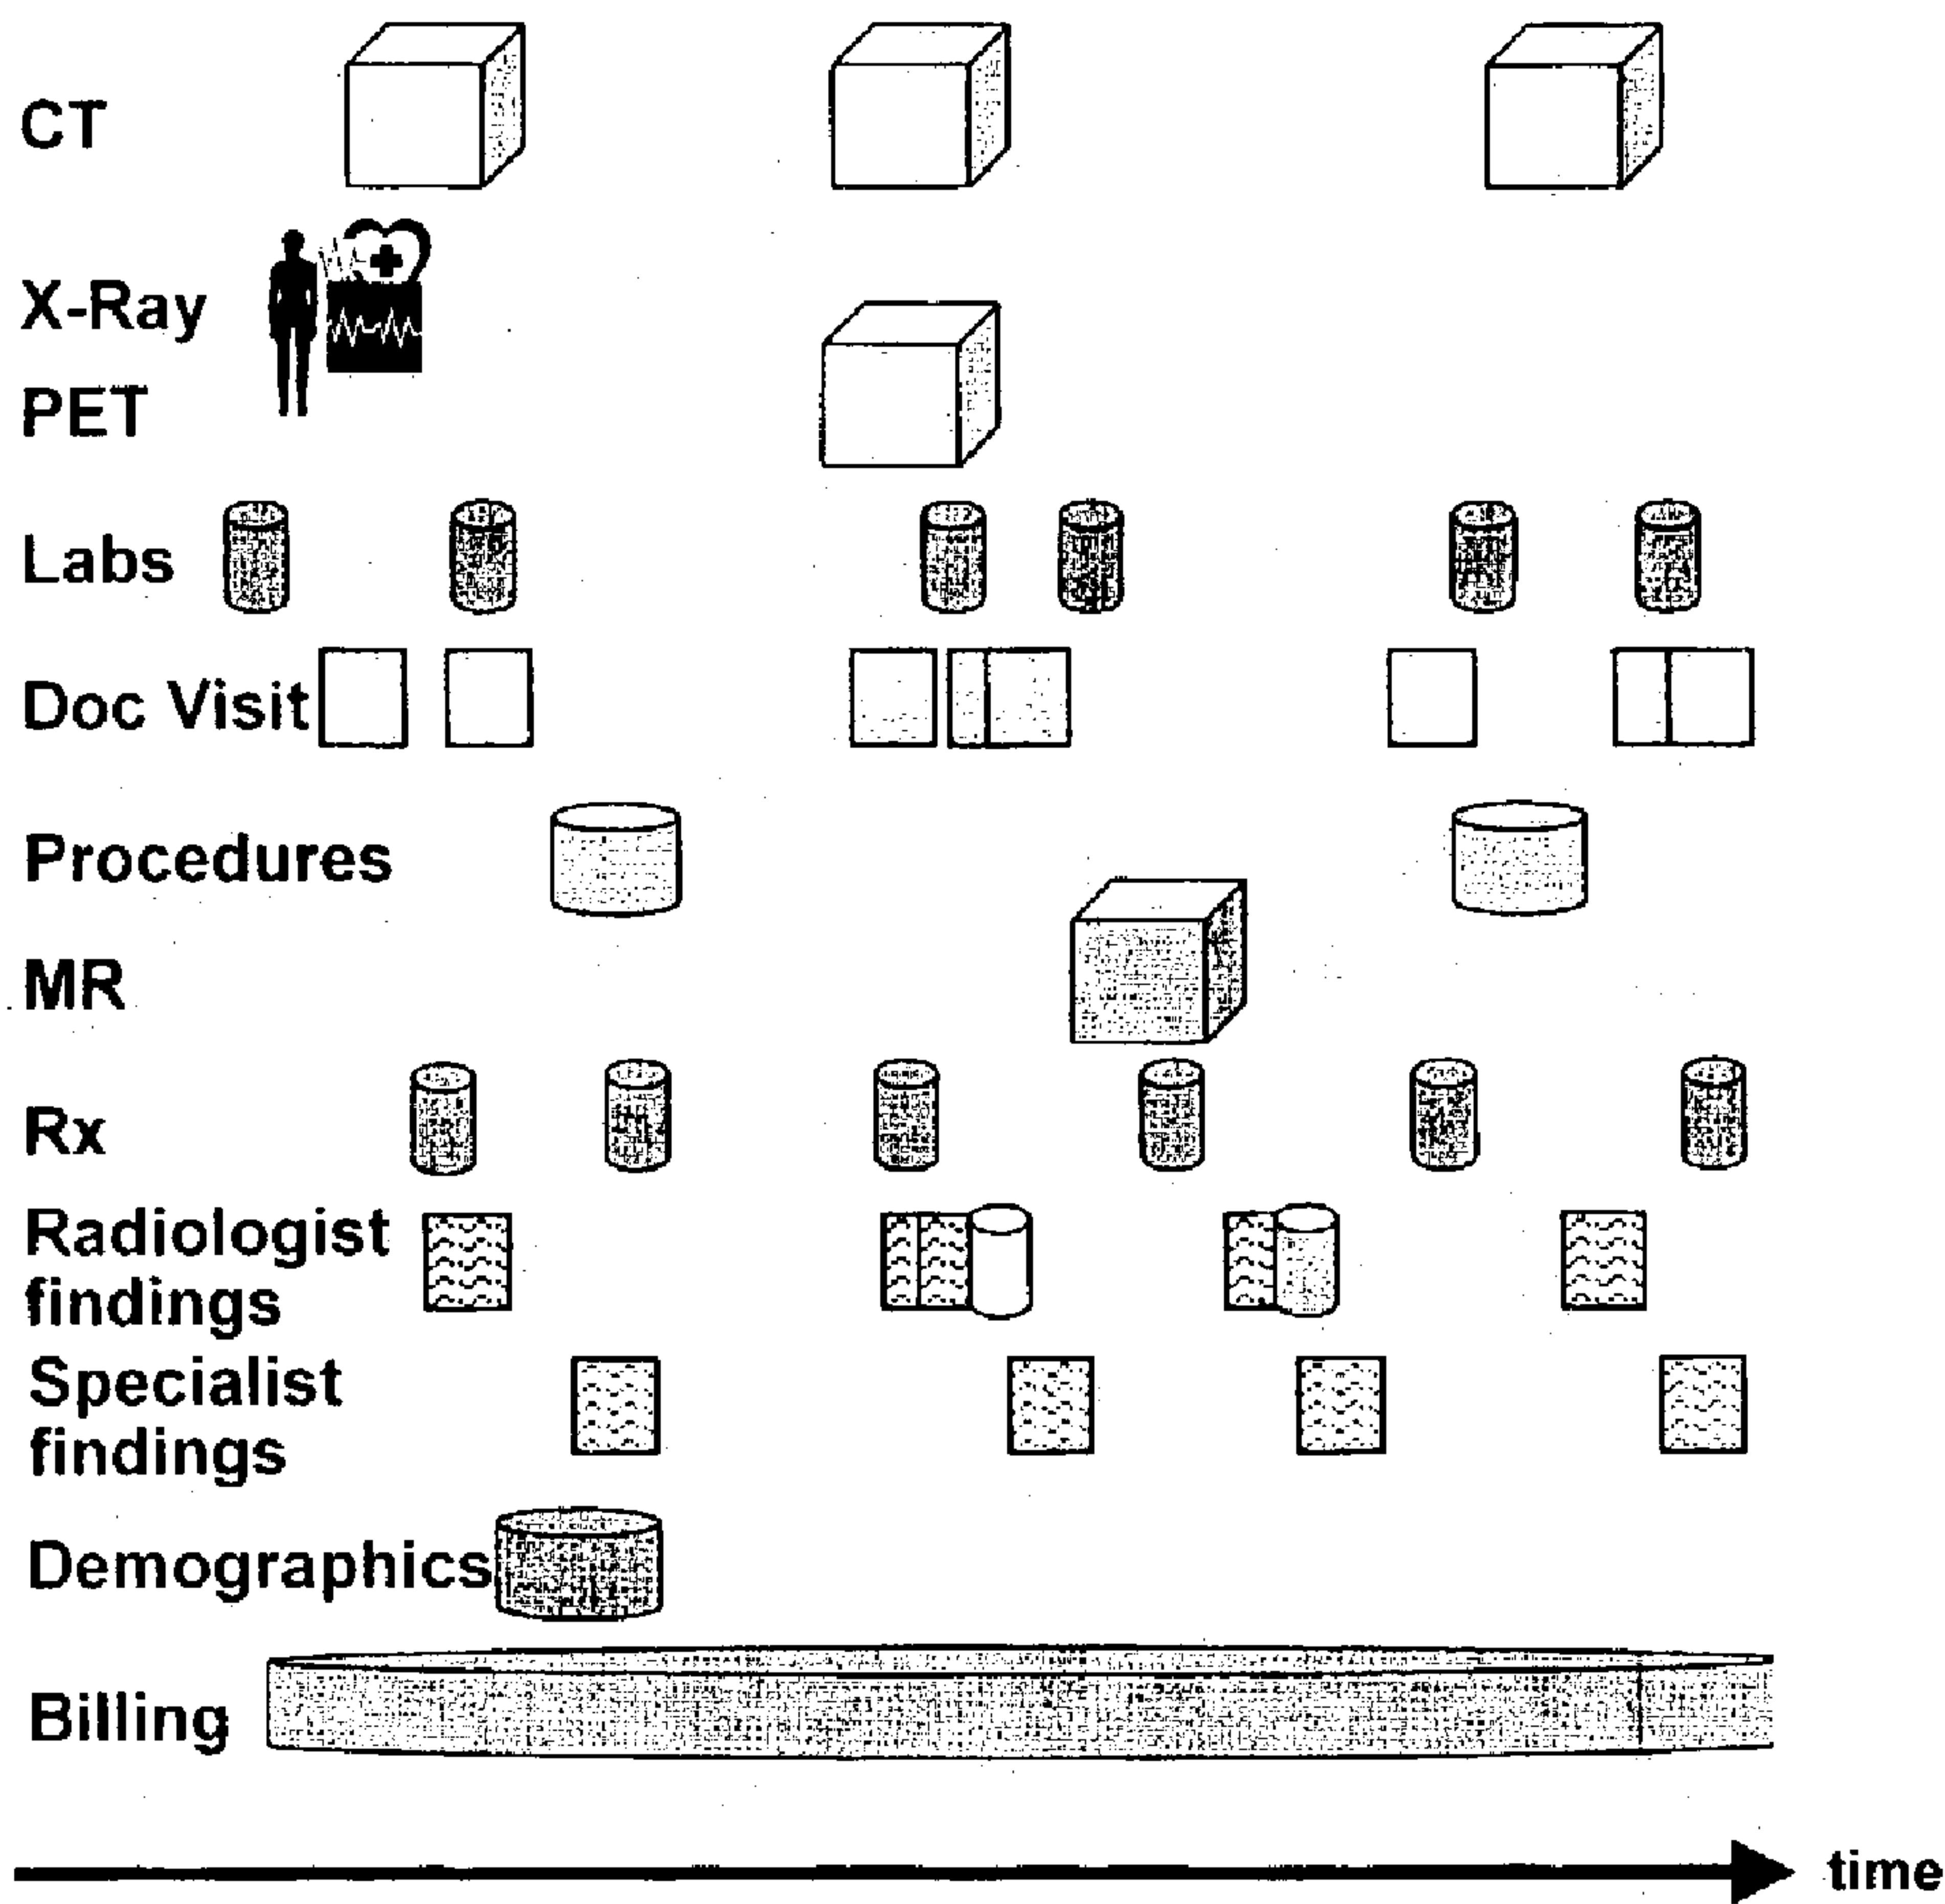 CT
X-Ray
PET
Labs
Doc Visit
Procedures
MR
Rx
Radiologist
findings
Specialist
findings
Demographics
Billing
time